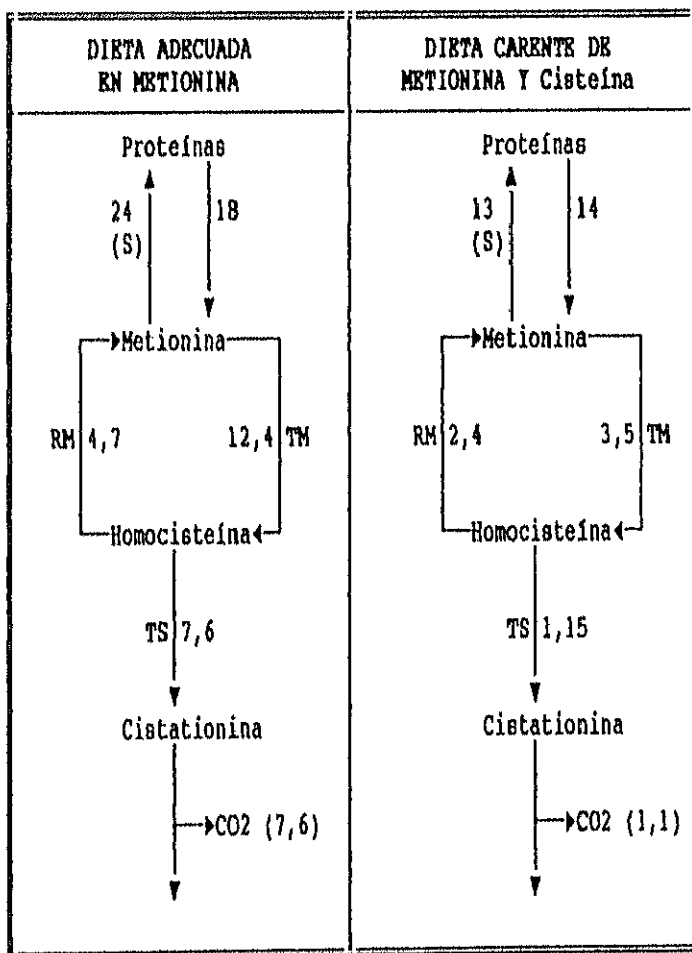 DIETA ADECUADA
EN METIONINA
Proteínas
24
(S)
18
Metionina
RM 4,7
12,4 TM
Homocisteína
TS 7,6
Cistationina
CO2 (7,6)
DIETA CARENTE DE
METIONINA Y Cisteína
Proteínas
13
(S)
14
Metionina
RM 2,4
3,5 TM
Homocisteína
TS 1,15
Cistationina
CO2 (1,1)